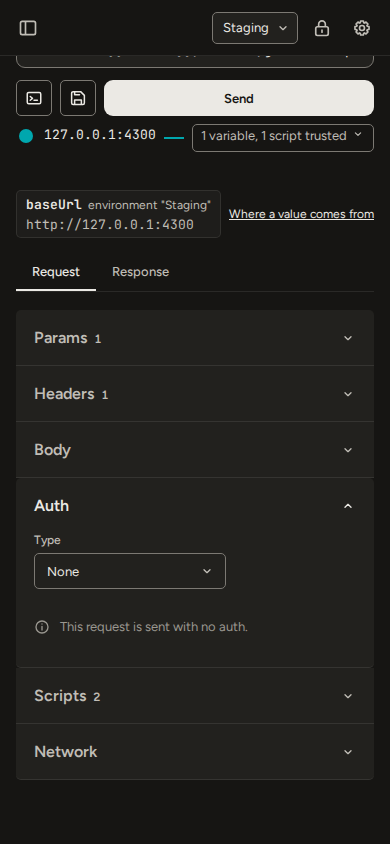 Staging
Send
127.0.0.1:4300
1 variable, 1 script trusted
baseUrl environment "Staging"
http://127.0.0.1:4300
Where a value comes from
Request
Response
Params 1
Headers 1
Body
Auth
Type
None
This request is sent with no auth.
Scripts 2
Network